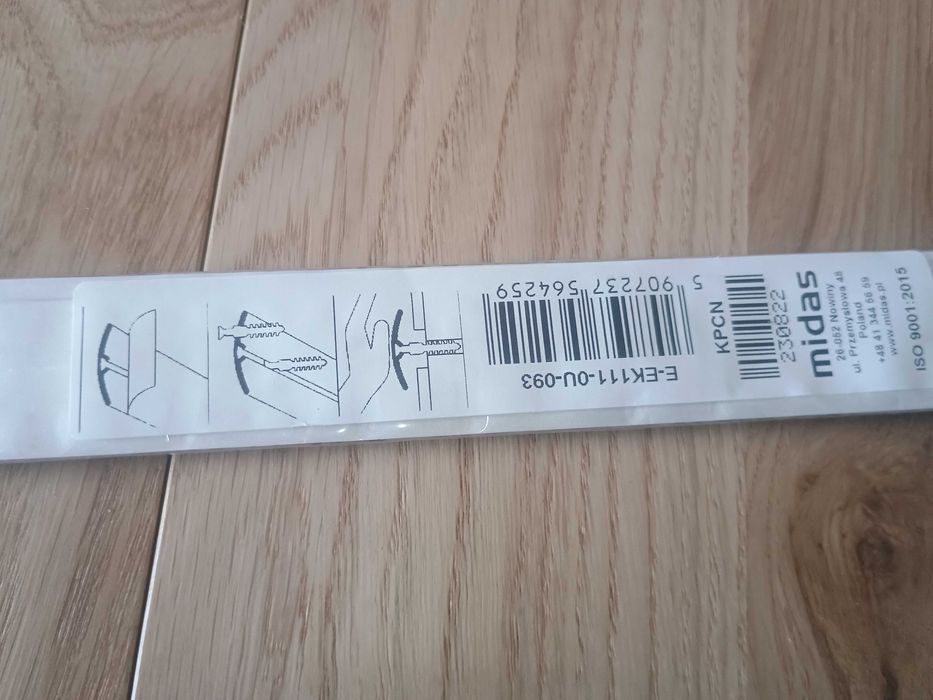 5 907237 564259
E-EK111-0U-093
KPCN
230822
midas
26-052 Nowiny
ul. Przemysłowa 48
Poland
+48 41 344 56 59
www.midas.pl
ISO 9001:2015